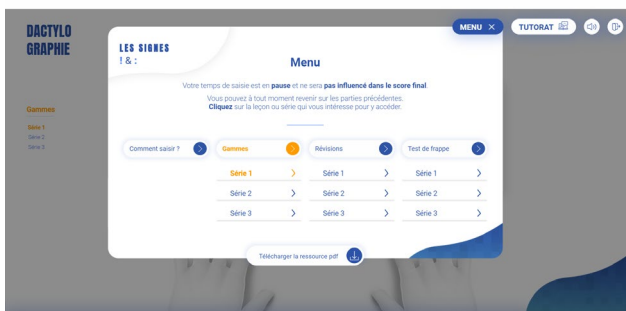 DACTYLO
GRAPHIE
MENU ×
TUTORAT
LES SIGNES
! & :
Menu
Votre temps de saisie est en pause et ne sera pas influencé dans le score final.
Vous pouvez à tout moment revenir sur les parties précédentes.
Cliquez sur la leçon ou série qui vous intéresse pour y accéder.
Gammes
Série 1
Série 2
Série 3
Comment saisir ?
Gammes
Révisions
Test de frappe
Série 1
Série 1
Série 1
Série 2
Série 2
Série 2
Série 3
Série 3
Série 3
Télécharger la ressource pdf